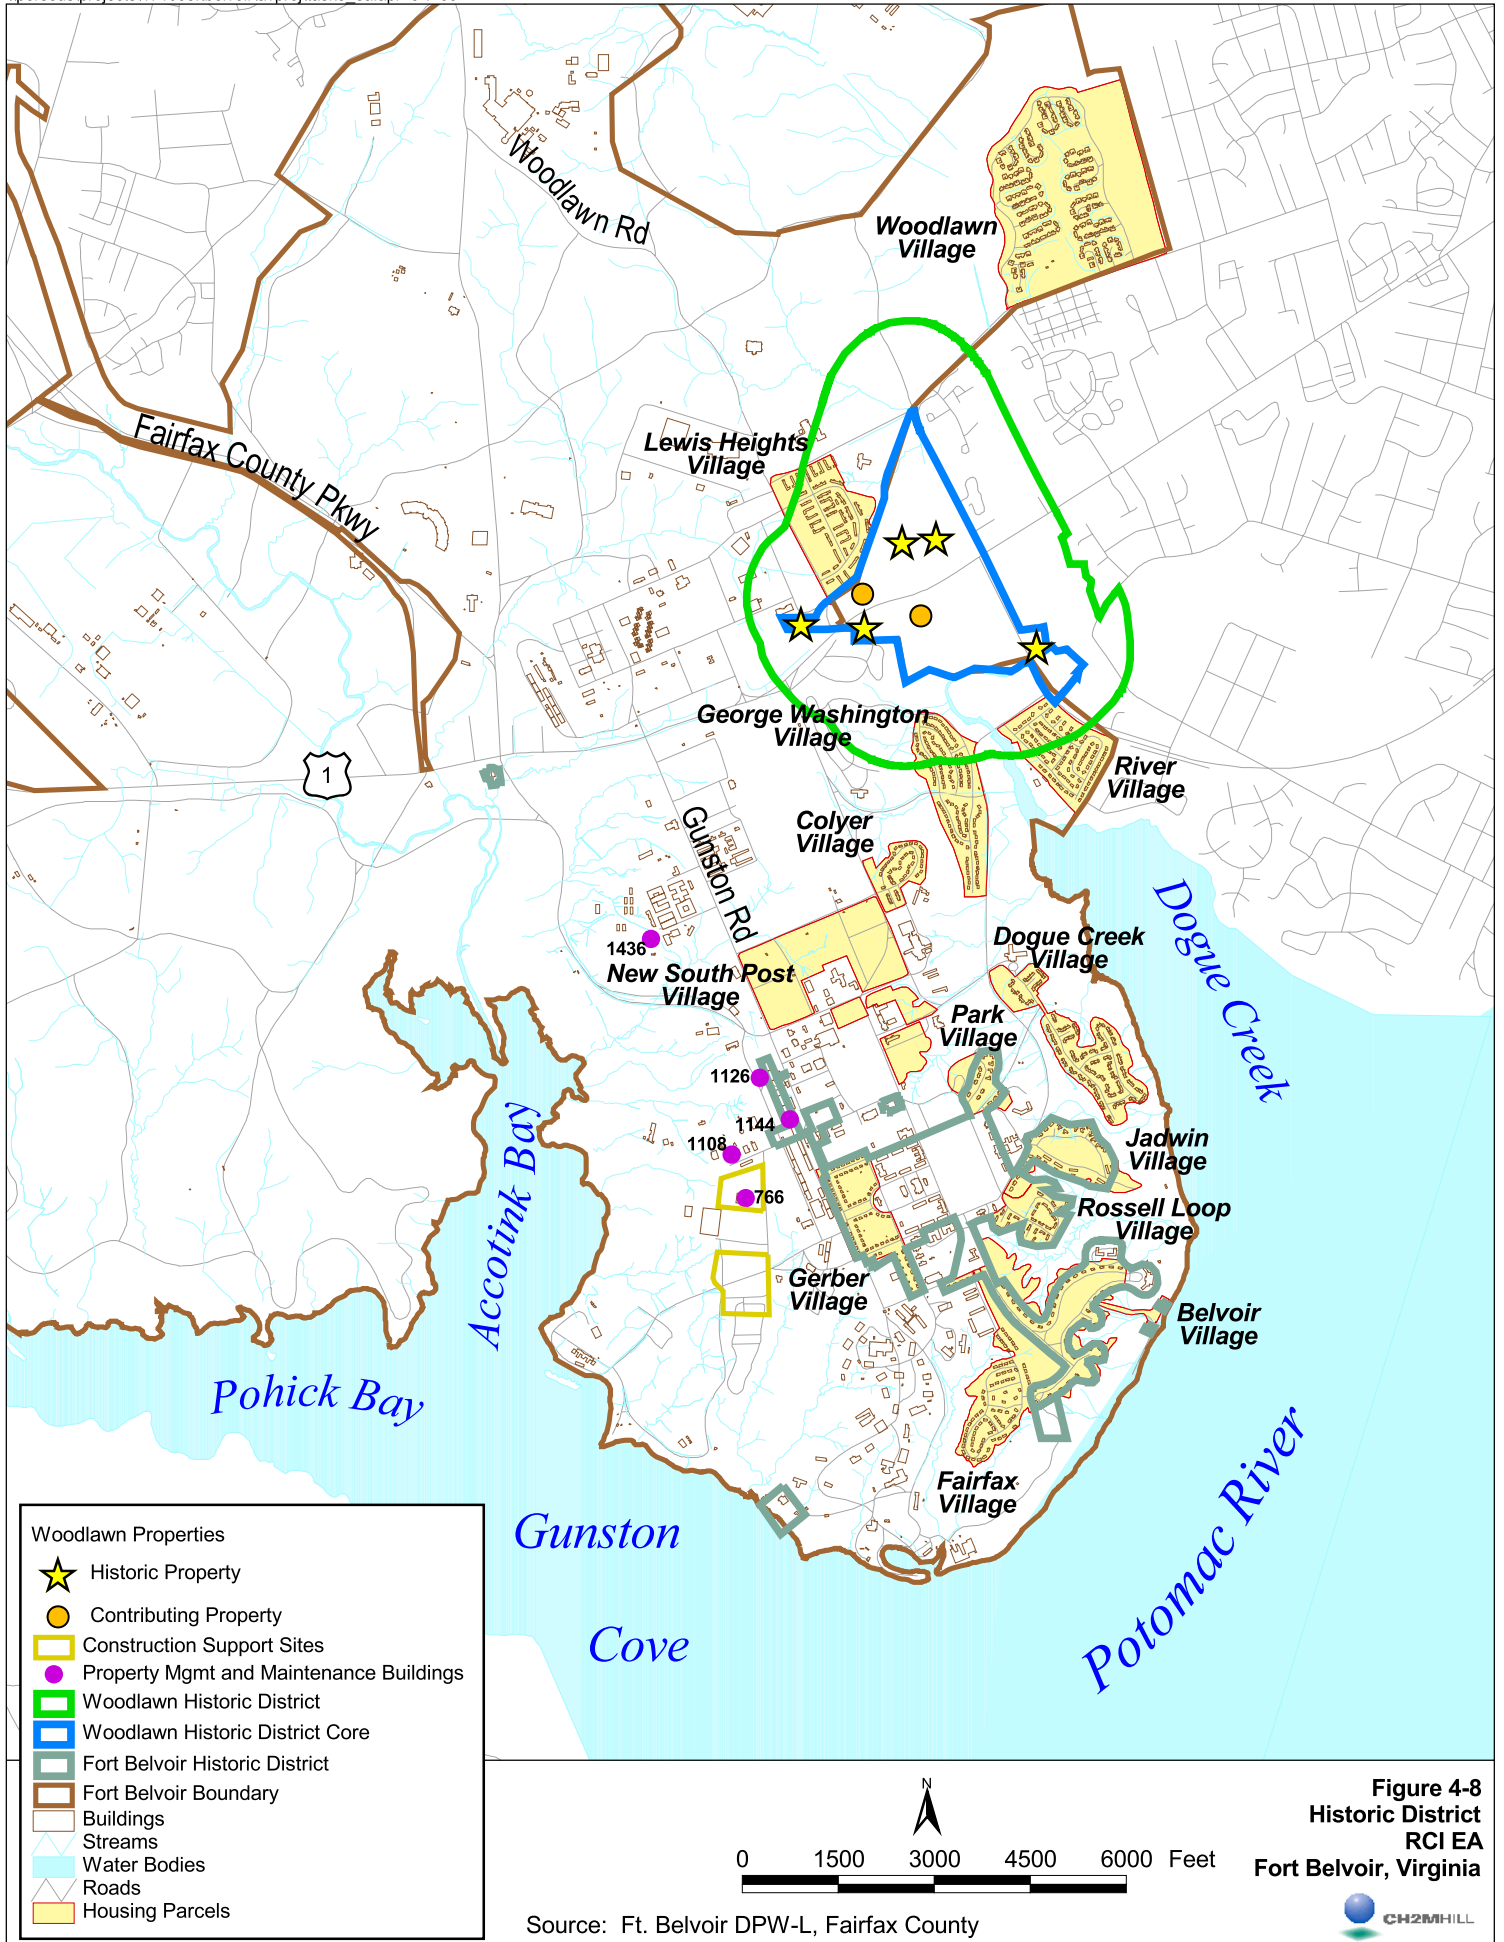 Woodlawn Rd
Woodlawn
Village
Fairfax County Pkwy
Lewis Heights
Village
George Washington
Village
River
Village
1
Gunston Rd
Colyer
Village
Dogue Creek
1436
New South Post
Village
Dogue Creek
Village
Park
Village
1126
1144
1108
766
Jadwin
Village
Rossell Loop
Village
Accotink Bay
Gerber
Village
Belvoir
Village
Pohick Bay
Fairfax
Village
Gunston
Cove
Potomac River
Woodlawn Properties
Historic Property
Contributing Property
Construction Support Sites
Property Mgmt and Maintenance Buildings
Woodlawn Historic District
Woodlawn Historic District Core
Fort Belvoir Historic District
Fort Belvoir Boundary
Buildings
Streams
Water Bodies
Roads
Housing Parcels
N
0 1500 3000 4500 6000 Feet
Source: Ft. Belvoir DPW-L, Fairfax County
Figure 4-8
Historic District
RCI EA
Fort Belvoir, Virginia
CH2MHILL